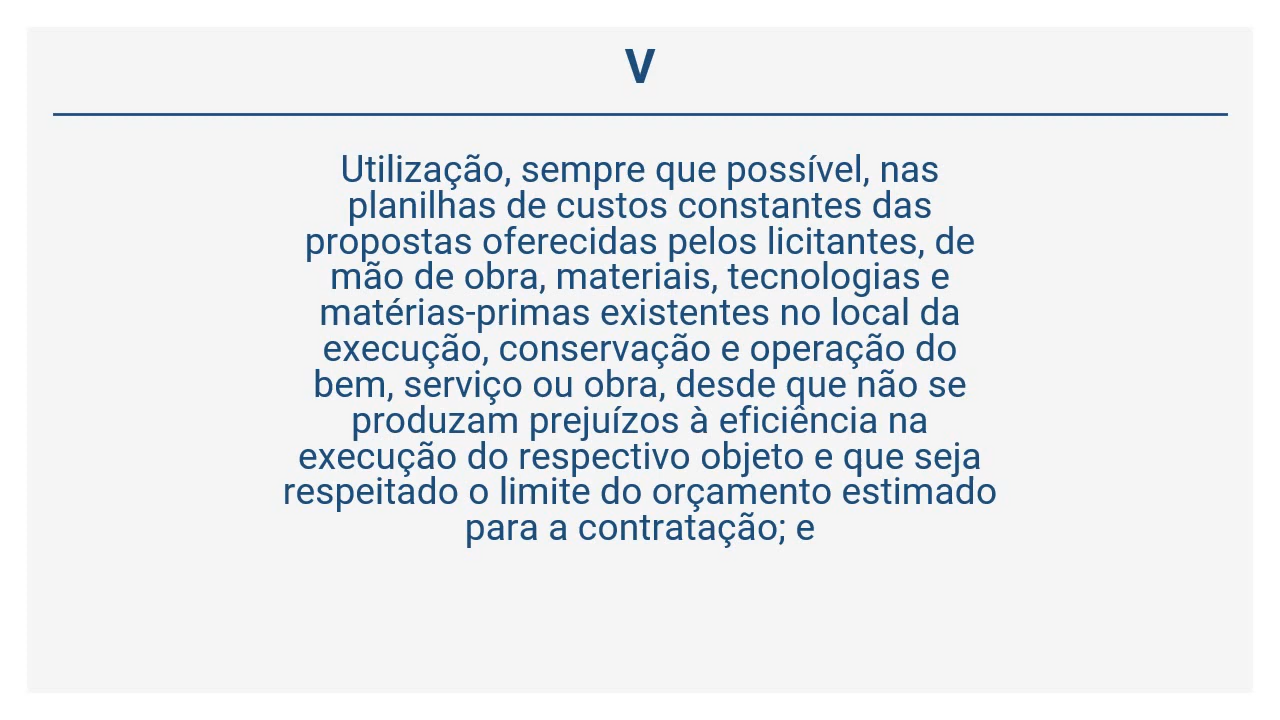 V
Utilização, sempre que possível, nas
planilhas de custos constantes das
propostas oferecidas pelos licitantes, de
mão de obra, materiais, tecnologias e
matérias-primas existentes no local da
execução, conservação e operação do
bem, serviço ou obra, desde que não se
produzam prejuízos à eficiência na
execução do respectivo objeto e que seja
respeitado o limite do orçamento estimado
para a contratação; e